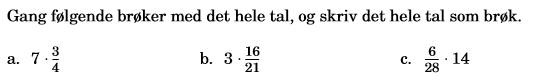 Gang følgende brøker med det hele tal, og skriv det hele tal som brøk.
a. 7 · 3/4 b. 3 · 16/21 c. 6/28 · 14